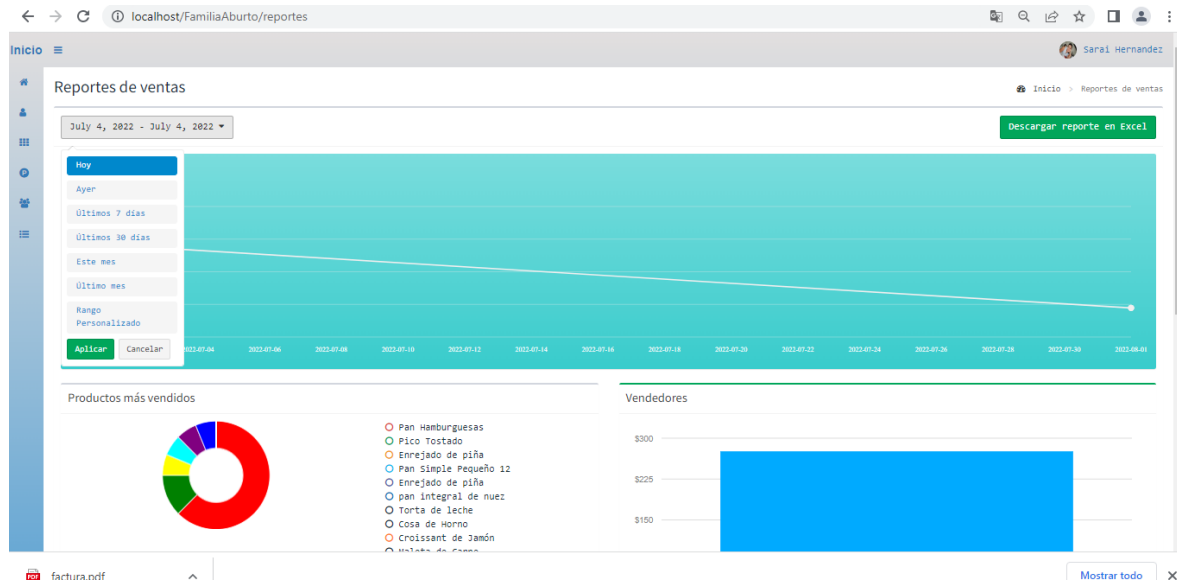 localhost/FamiliaAburto/reportes
Inicio
Sarai Hernandez
Reportes de ventas
Inicio > Reportes de ventas
July 4, 2022 - July 4, 2022
Descargar reporte en Excel
Hoy
Ayer
Últimos 7 días
Últimos 30 días
Este mes
Último mes
Rango
Personalizado
Aplicar Cancelar
2022-07-04 2022-07-06 2022-07-08 2022-07-10 2022-07-12 2022-07-14 2022-07-16 2022-07-18 2022-07-20 2022-07-22 2022-07-24 2022-07-26 2022-07-28 2022-07-30 2022-08-01
Productos más vendidos
Pan Hamburguesas
Pico Tostado
Enrejado de piña
Pan Simple Pequeño 12
Enrejado de piña
pan integral de nuez
Torta de leche
Cosa de Horno
Croissant de Jamón
Vendedores
$300
$225
$150
PDF
factura.pdf
Mostrar todo